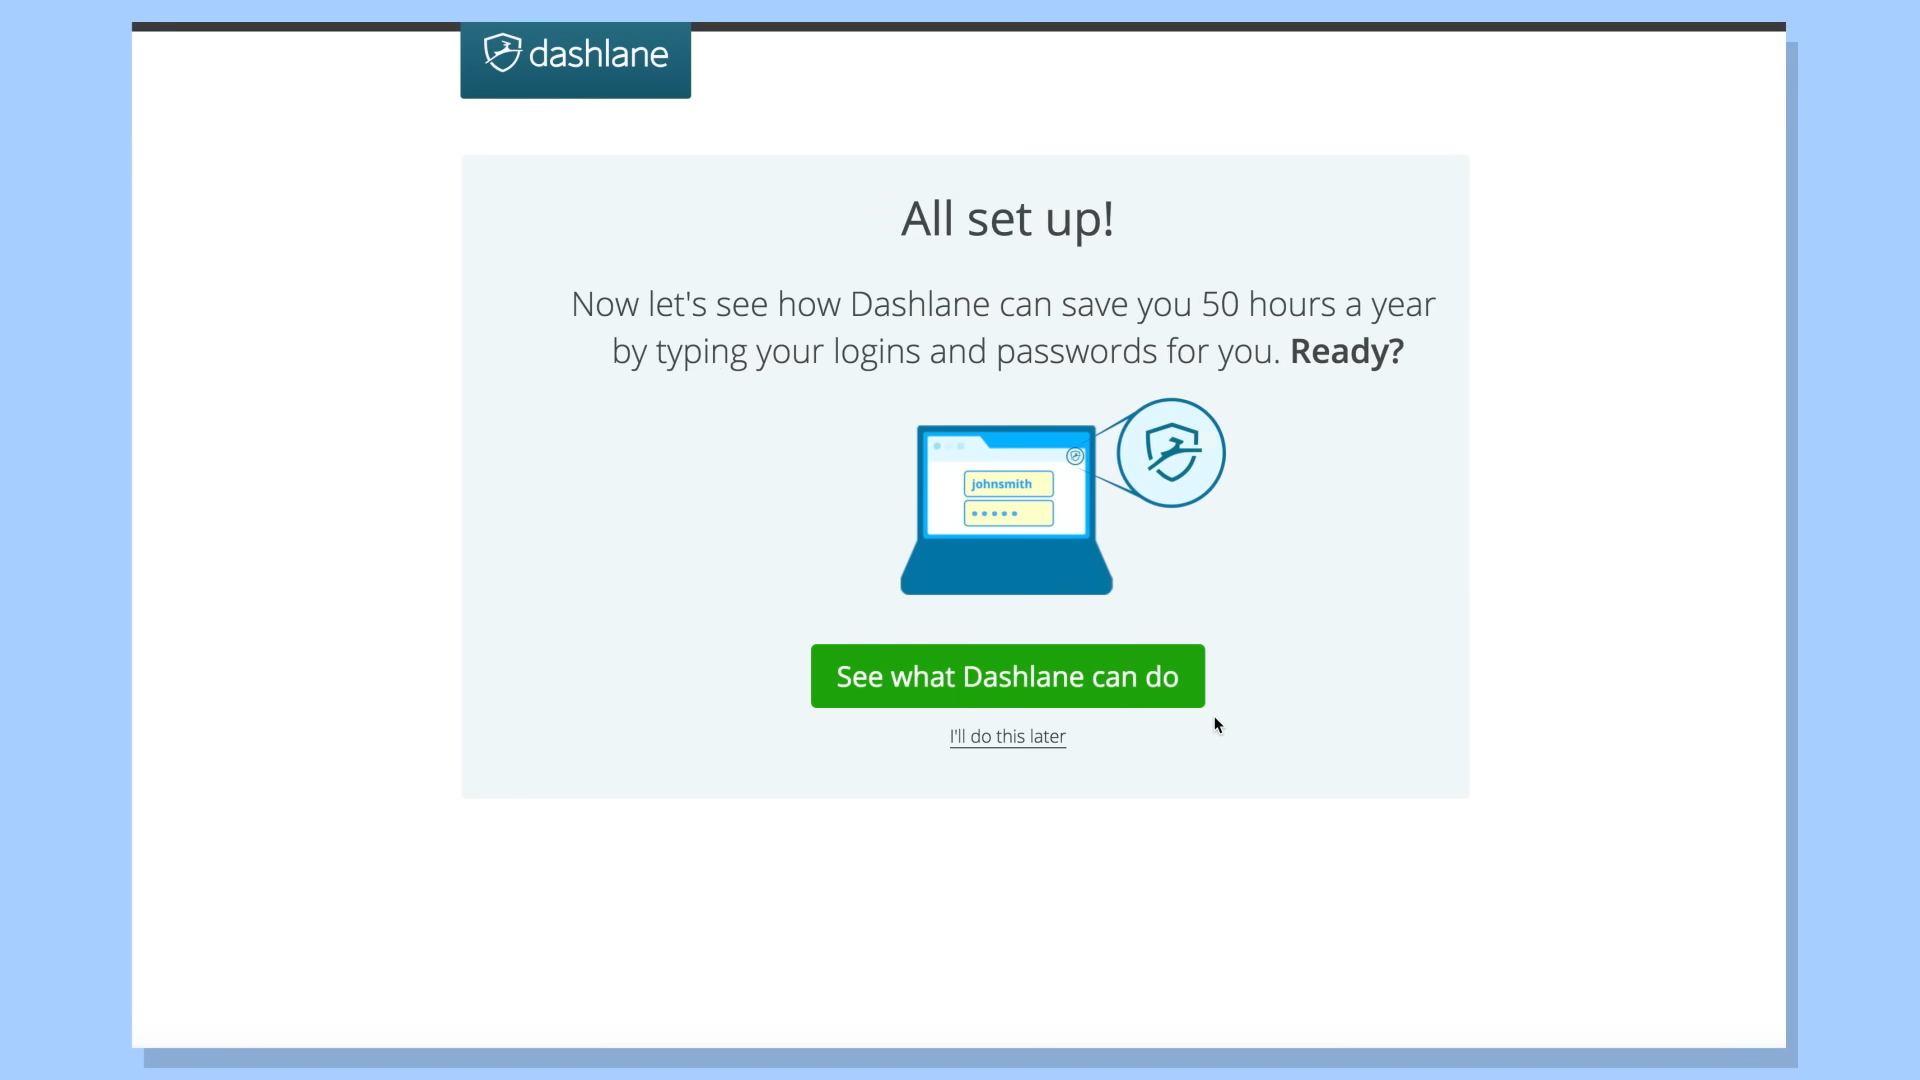 dashlane
All set up!
Now let's see how Dashlane can save you 50 hours a year
by typing your logins and passwords for you. Ready?
johnsmith
See what Dashlane can do
I'll do this later